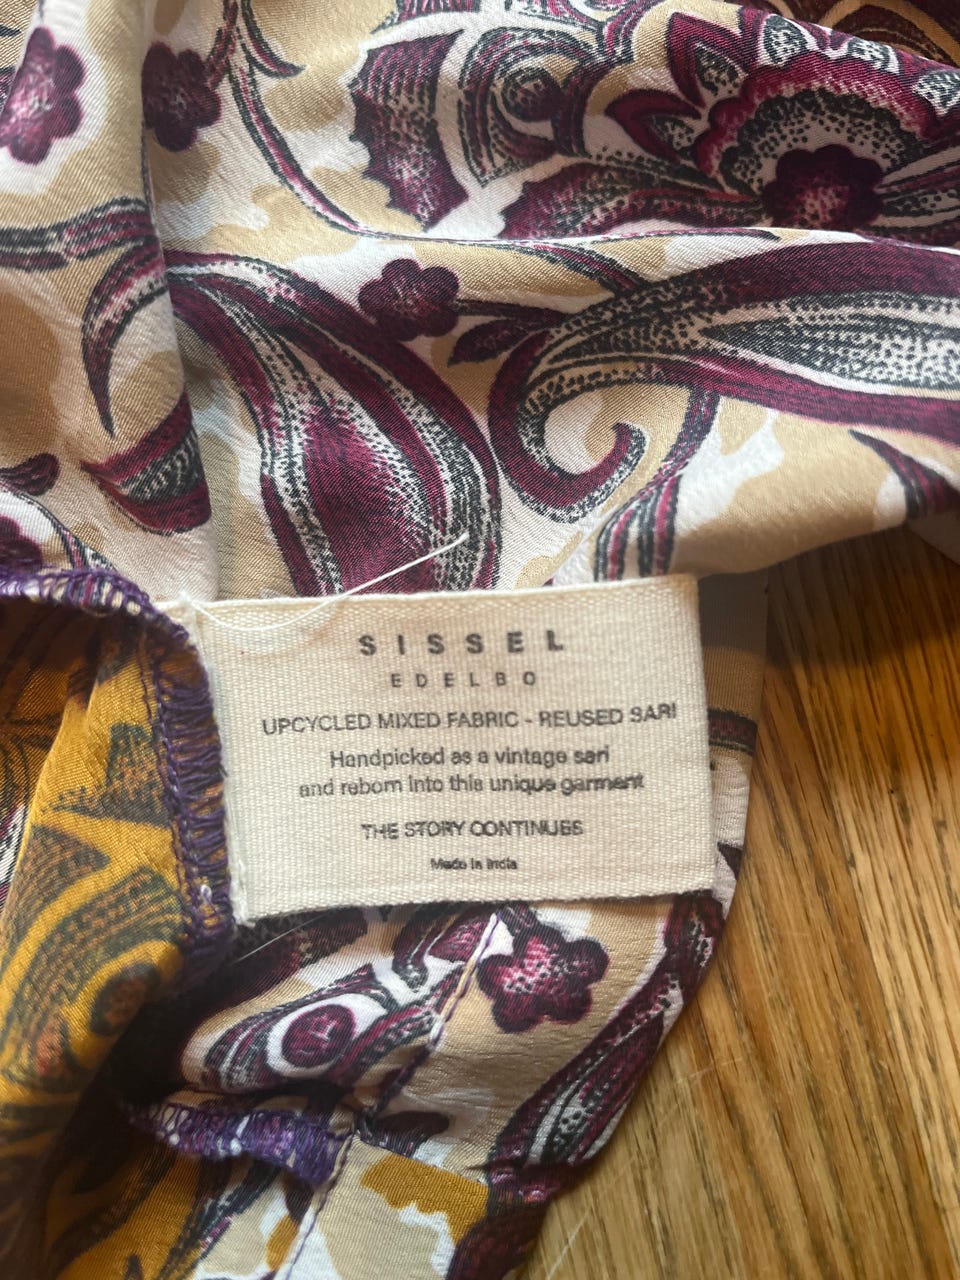 SISSEL
EDELBO
UPCYCLED MIXED FABRIC - REUSED SARI
Handpicked as a vintage sari
and reborn into this unique garment
THE STORY CONTINUES
Made in India